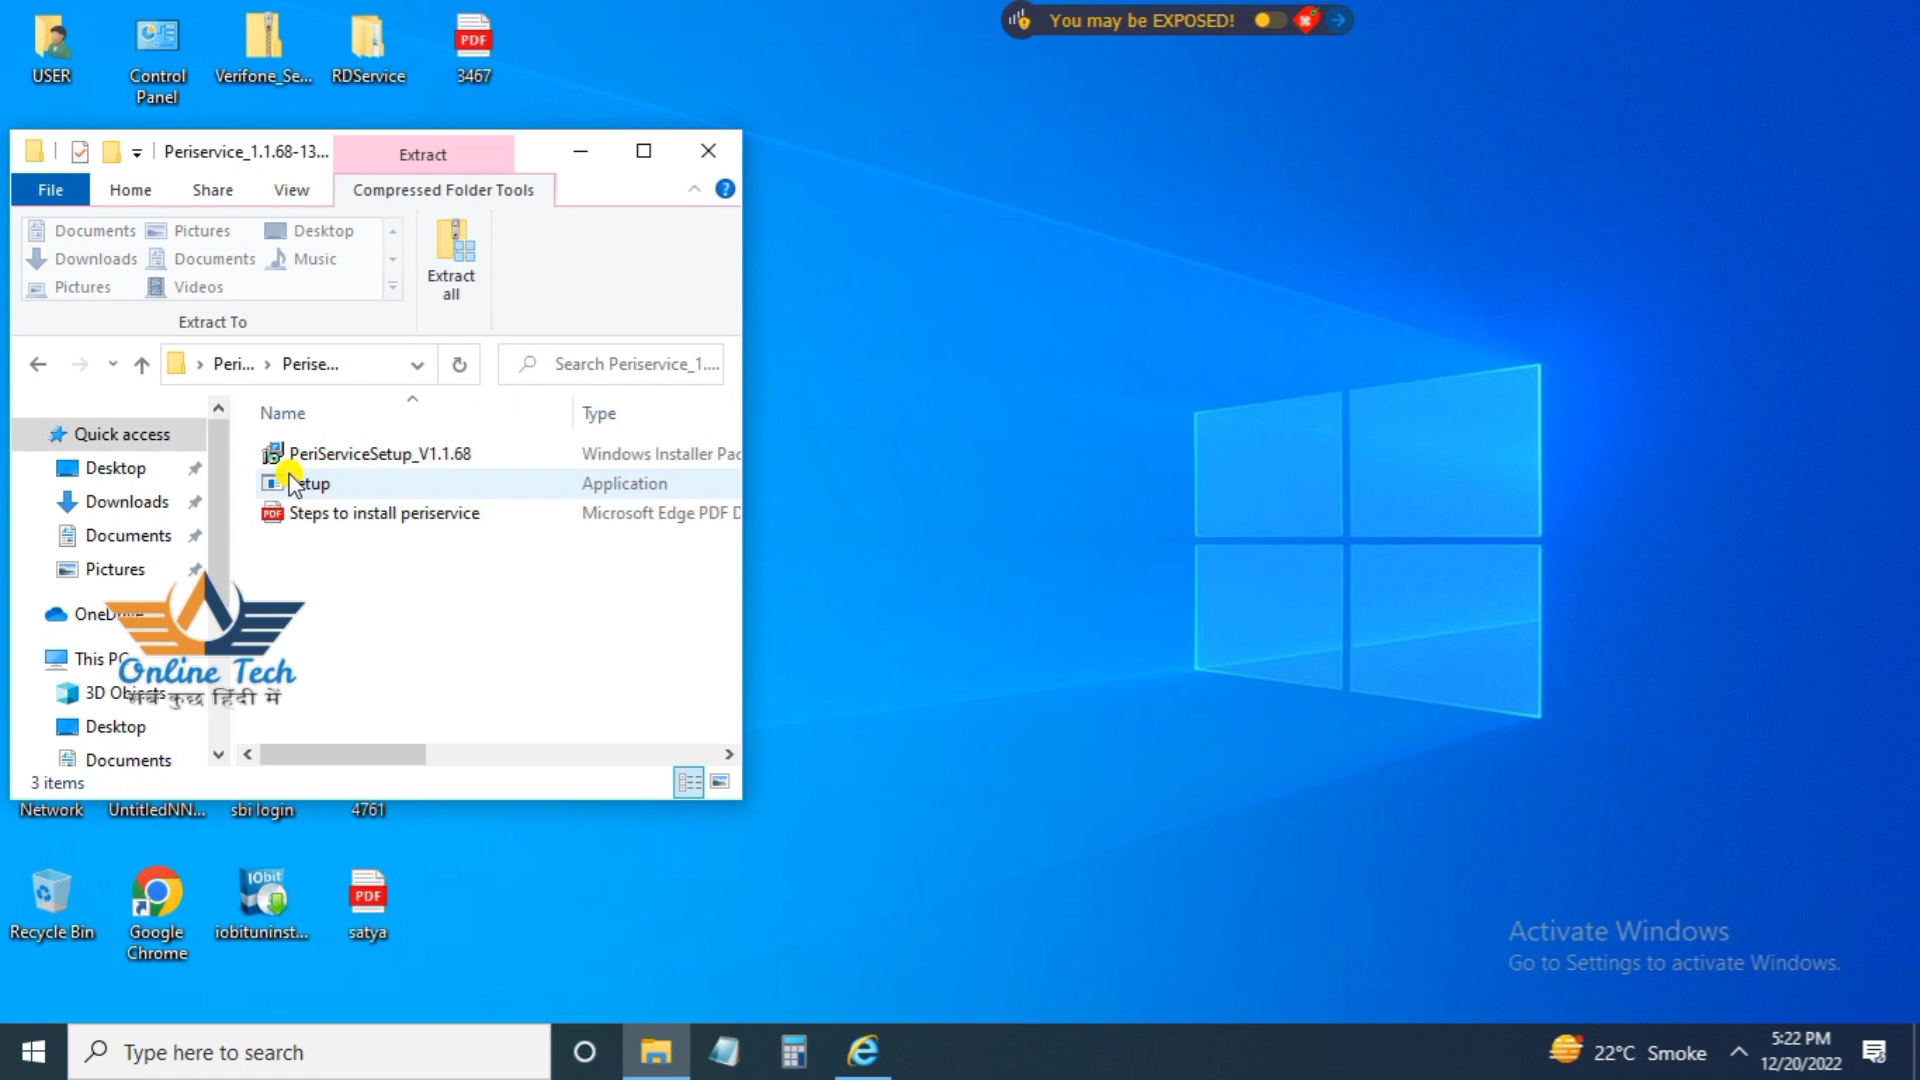 You may be EXPOSED!
USER
Control Panel
Verifone_Se...
RDService
PDF
3467
Periservice_1.1.68-13...
Extract
File
Home
Share
View
Compressed Folder Tools
Documents
Pictures
Desktop
Downloads
Documents
Music
Pictures
Videos
Extract all
Extract To
Peri...
Perise...
Search Periservice_1....
Name
Type
Quick access
Desktop
Downloads
Documents
Pictures
This PC
3D Objects
Desktop
Documents
PeriServiceSetup_V1.1.68
Windows Installer Pac
Application
PDF
Steps to install periservice
Microsoft Edge PDF D
Online Tech
सब कुछ हिंदी में
3 items
Network
UntitledNN...
sbi login
4761
Recycle Bin
Google Chrome
IObit
iobituninst...
PDF
satya
Activate Windows
Go to Settings to activate Windows.
Type here to search
22°C Smoke
5:22 PM
12/20/2022